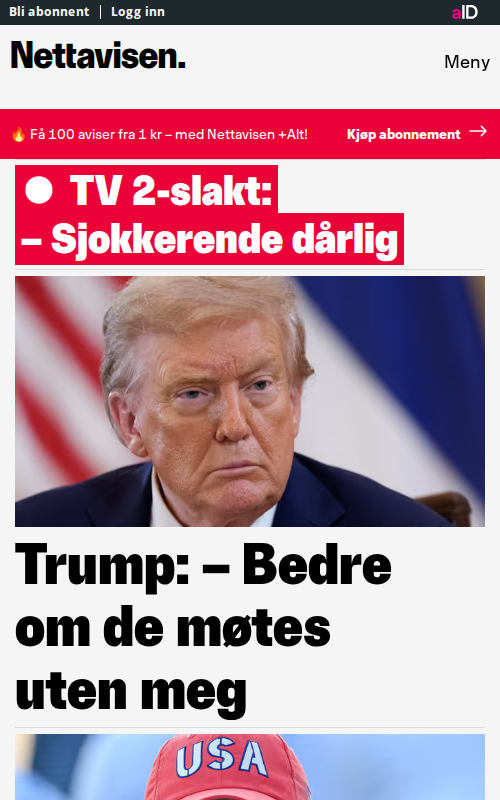 Bli abonnent | Logg inn
aID
Nettavisen.
Meny
🔥 Få 100 aviser fra 1 kr – med Nettavisen +Alt!
Kjøp abonnement →
TV 2-slakt:
– Sjokkerende dårlig
Trump: – Bedre
om de møtes
uten meg
USA